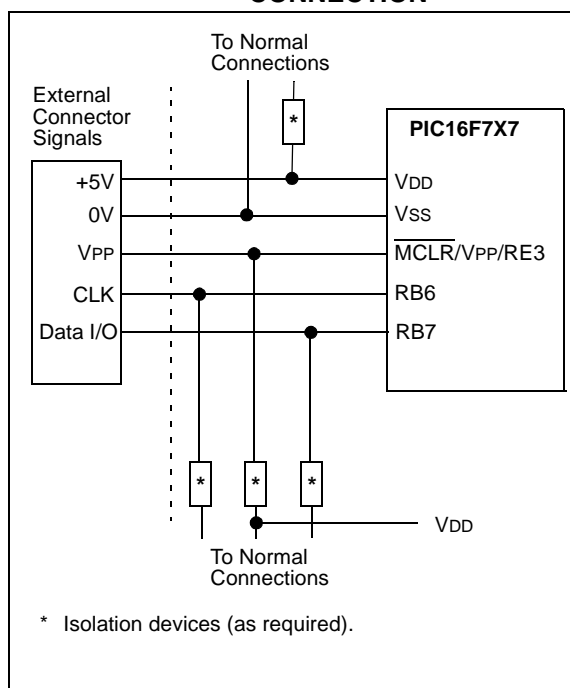 CONNECTION
To Normal
Connections
External
Connector
Signals
*
PIC16F7X7
+5V
VDD
0V
VSS
VPP
MCLR/VPP/RE3
CLK
RB6
Data I/O
RB7
*
*
*
VDD
To Normal
Connections
* Isolation devices (as required).